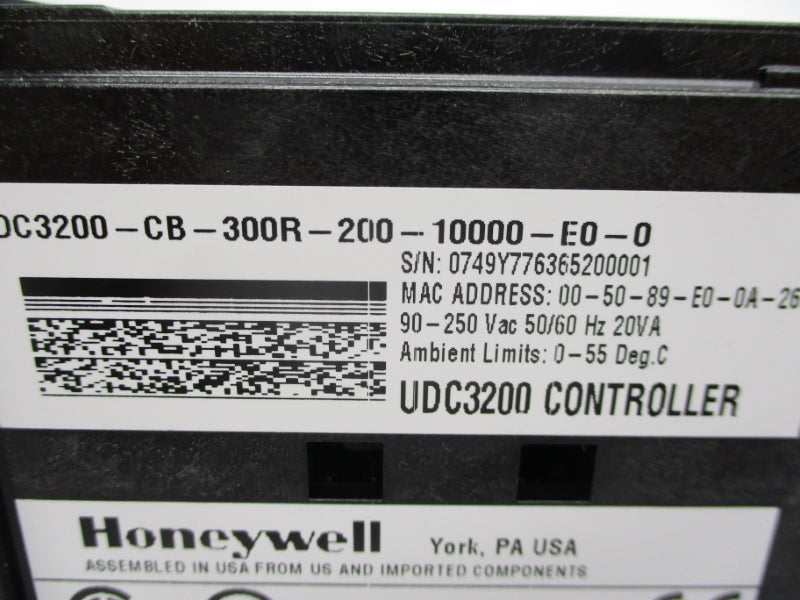 DC3200-CB-300R-200-10000-E0-0
S/N: 0749Y776365200001
MAC ADDRESS: 00-50-89-E0-0A-26
90-250 Vac 50/60 Hz 20VA
Ambient Limits: 0-55 Deg.C
UDC3200 CONTROLLER
Honeywell York, PA USA
ASSEMBLED IN USA FROM US AND IMPORTED COMPONENTS